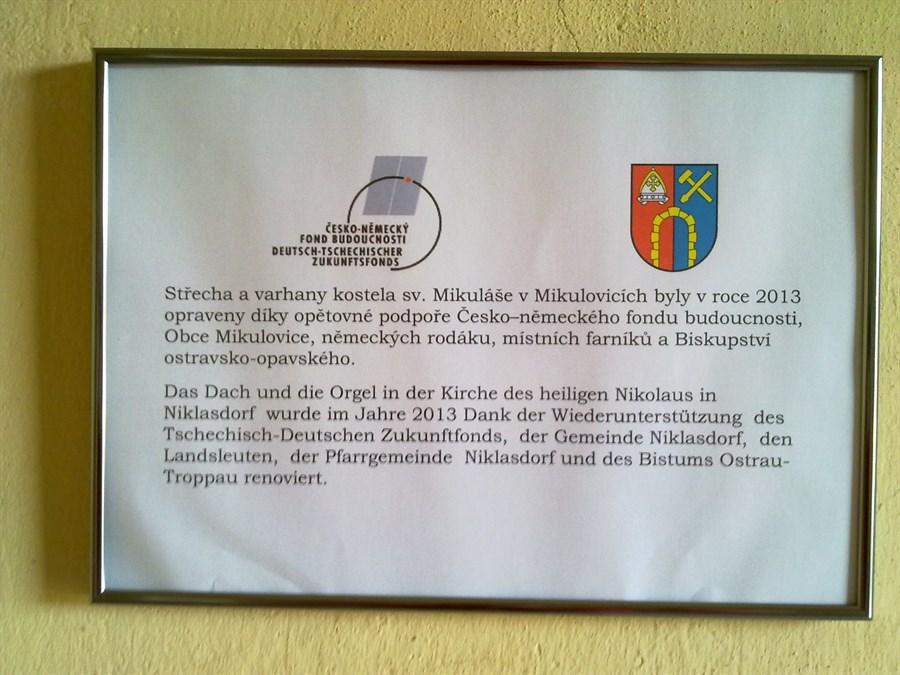 ČESKO-NĚMECKÝ
FOND BUDOUCNOSTI
DEUTSCH-TSCHECHISCHER
ZUKUNFTSFONDS
Střecha a varhany kostela sv. Mikuláše v Mikulovicích byly v roce 2013
opraveny díky opětovné podpoře Česko–německého fondu budoucnosti,
Obce Mikulovice, německých rodáku, místních farníků a Biskupství
ostravsko-opavského.
Das Dach und die Orgel in der Kirche des heiligen Nikolaus in
Niklasdorf wurde im Jahre 2013 Dank der Wiederunterstützung des
Tschechisch-Deutschen Zukunftfonds, der Gemeinde Niklasdorf, den
Landsleuten, der Pfarrgemeinde Niklasdorf und des Bistums Ostrau-
Troppau renoviert.